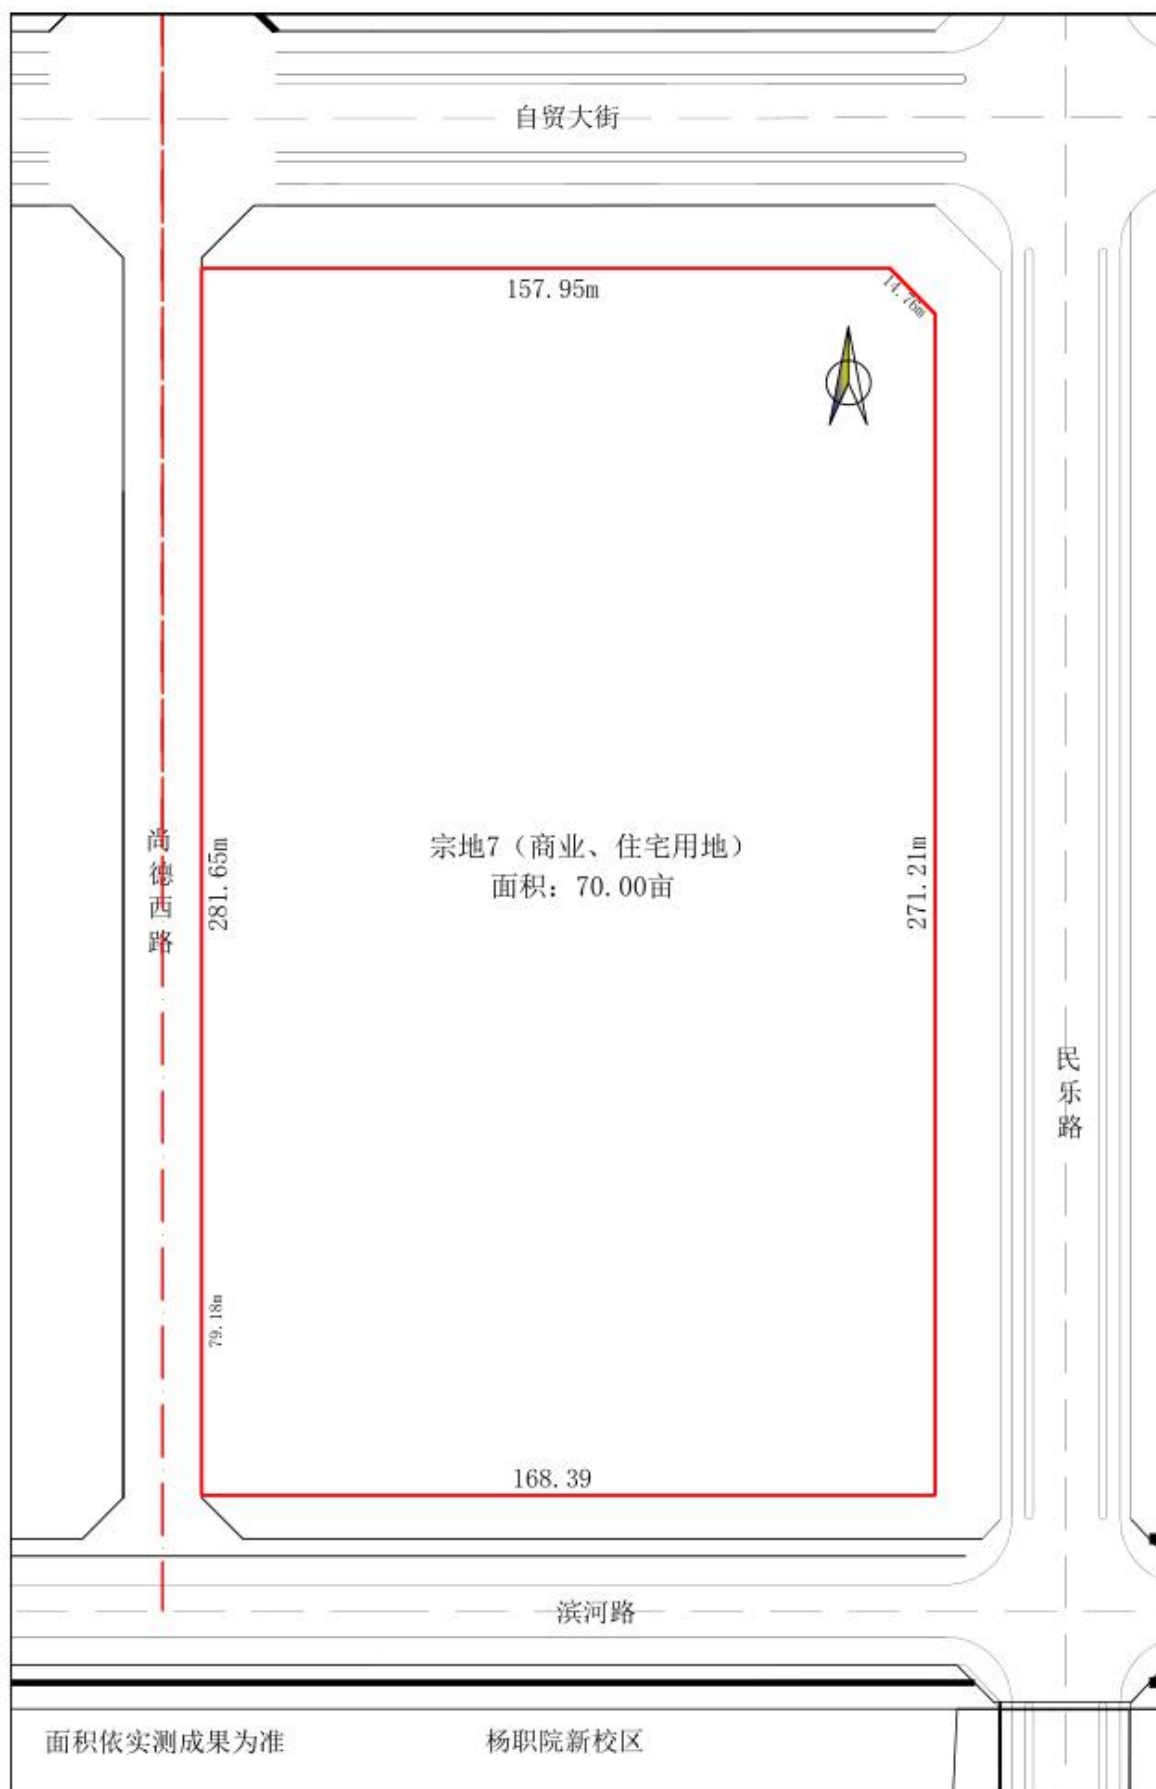 自贸大街
157.95m
14.76m
宗地7（商业、住宅用地）
面积：70.00亩
尚德西路
281.65m
271.21m
民乐路
79.18m
168.39
滨河路
面积依实测成果为准
杨职院新校区